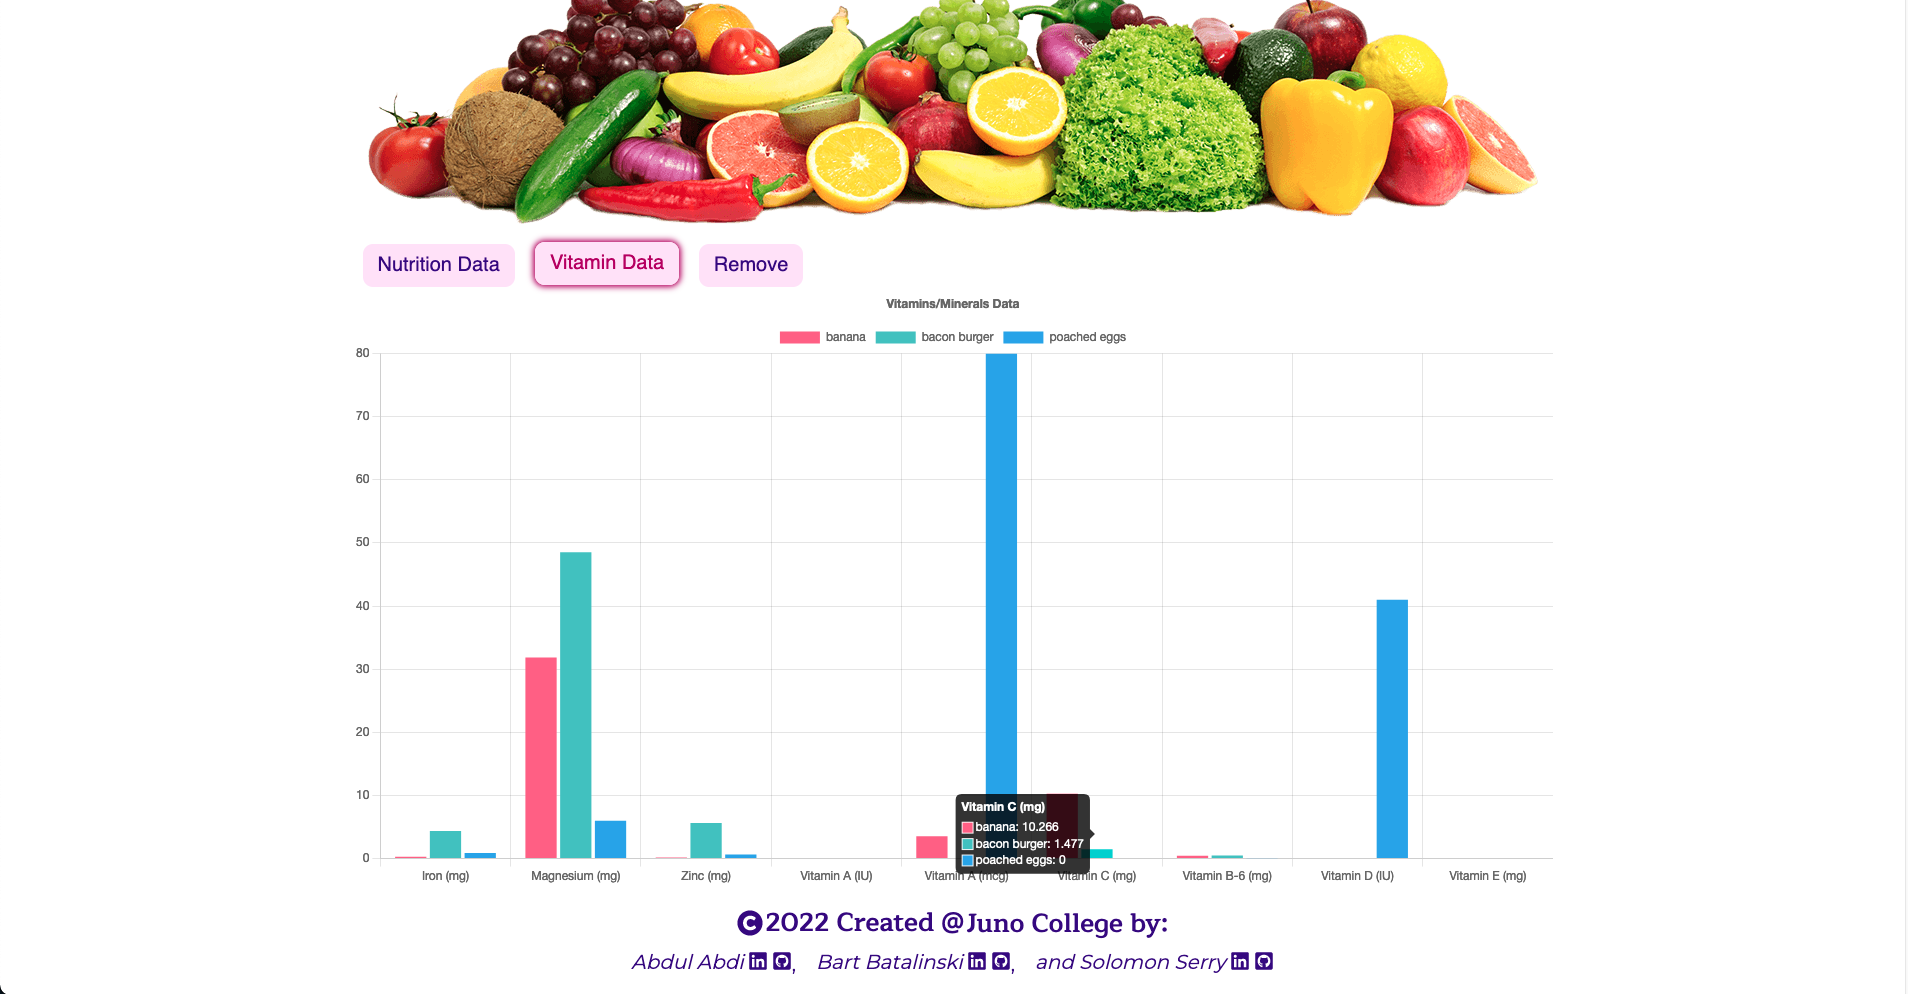 Nutrition Data
Vitamin Data
Remove
Vitamins/Minerals Data
banana
bacon burger
poached eggs
80
70
60
50
40
30
20
10
0
Vitamin C (mg)
banana: 10.266
bacon burger: 1.477
poached eggs: 0
Iron (mg)
Magnesium (mg)
Zinc (mg)
Vitamin A (IU)
Vitamin A (mcg)
Vitamin C (mg)
Vitamin B-6 (mg)
Vitamin D (IU)
Vitamin E (mg)
©2022 Created @Juno College by:
Abdul Abdi in, Bart Batalinski in, and Solomon Serry in